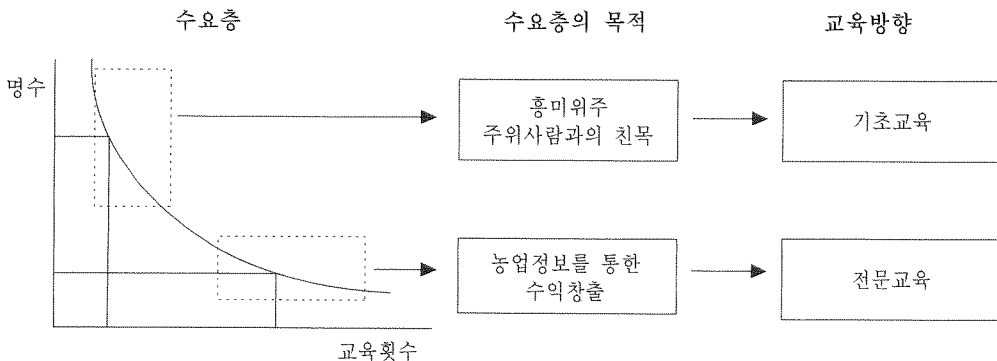 수요층
수요층의 목적
교육방향
명수
흥미위주
주위사람과의 친목
기초교육
농업정보를 통한
수익창출
전문교육
교육횟수